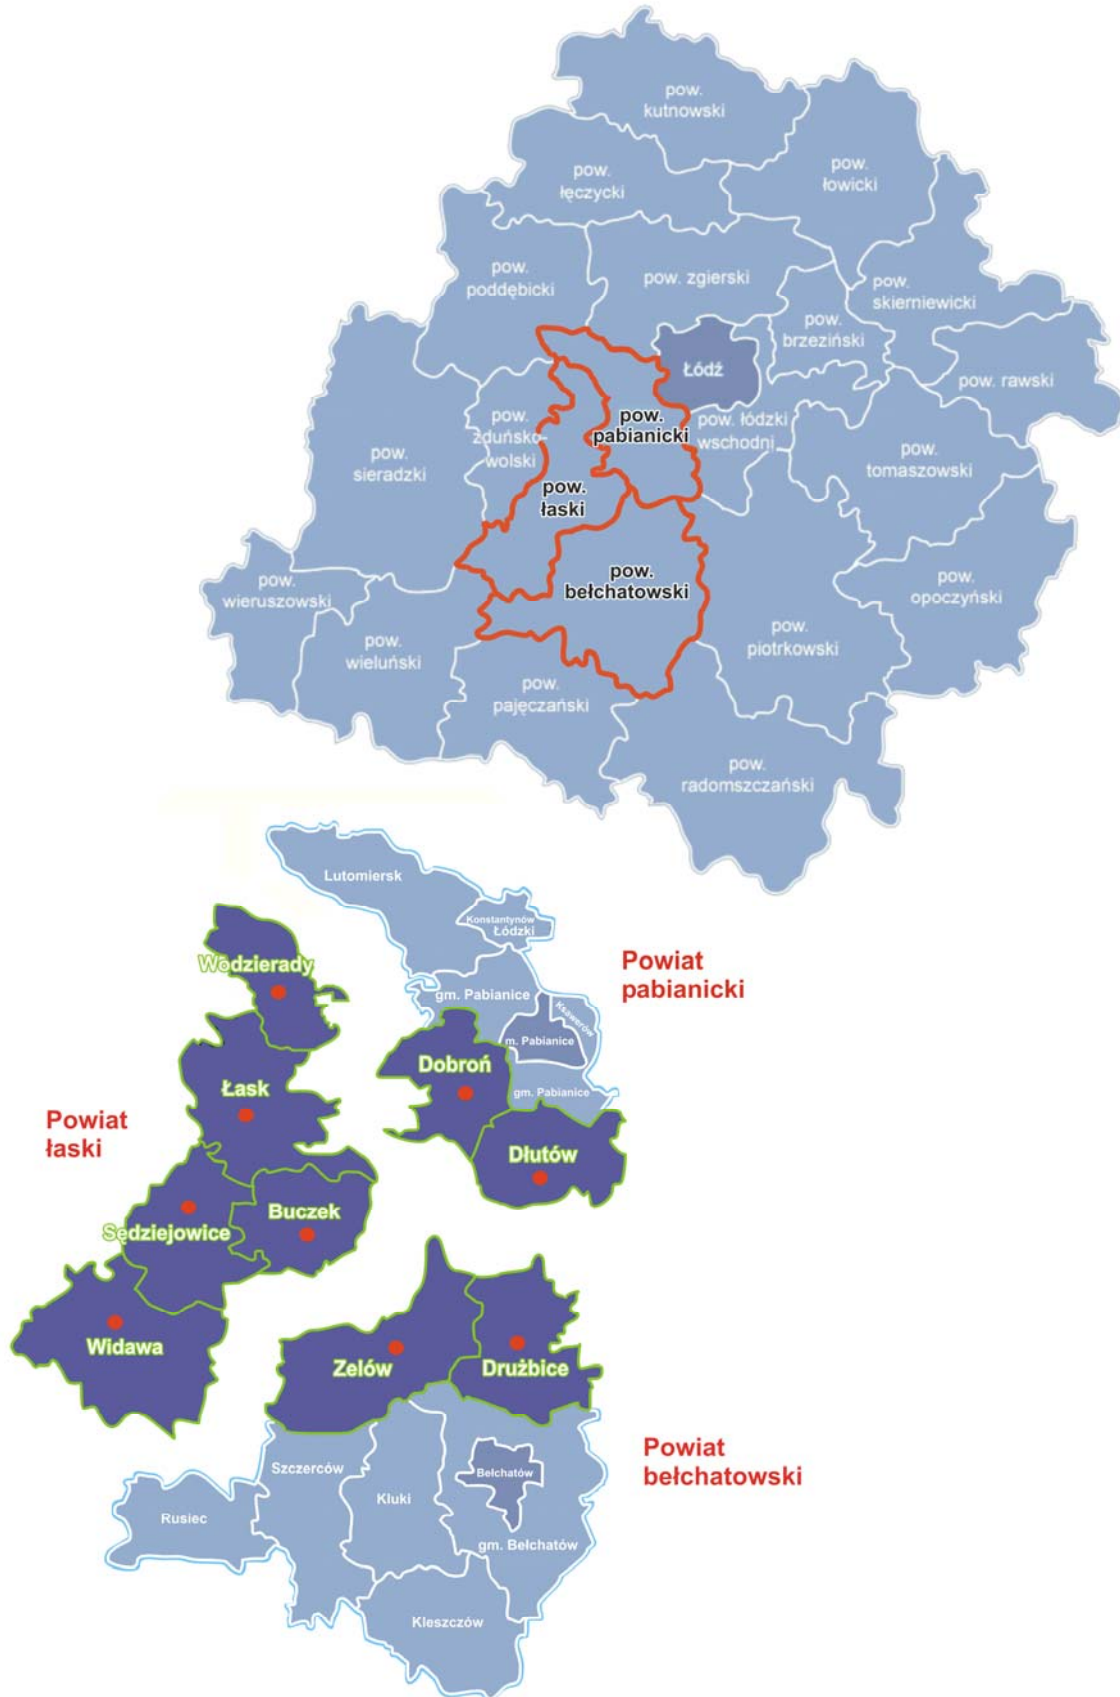 pow.
kutnowski
pow.
łęczycki
pow.
łowicki
pow.
poddębicki
pow. zgierski
pow.
skierniewicki
pow.
brzeziński
Łódź
pow. rawski
pow.
sieradzki
pow.
zduńsko-
wolski
pow.
pabianicki
pow. łódzki
wschodni
pow.
tomaszowski
pow.
łaski
pow.
bełchatowski
pow.
wieruszowski
pow.
opoczyński
pow.
wieluński
pow.
piotrkowski
pow.
pajęczański
pow.
radomszczański
Lutomiersk
Konstantynów
Łódzki
Powiat
pabianicki
Wodzierady
gm. Pabianice
Ksawerów
m. Pabianice
Dobroń
Łask
gm. Pabianice
Powiat
łaski
Dłutów
Buczek
Sędziejowice
Widawa
Zelów
Drużbice
Powiat
bełchatowski
Szczerców
Bełchatów
Kluki
Rusiec
gm. Bełchatów
Kleszczów